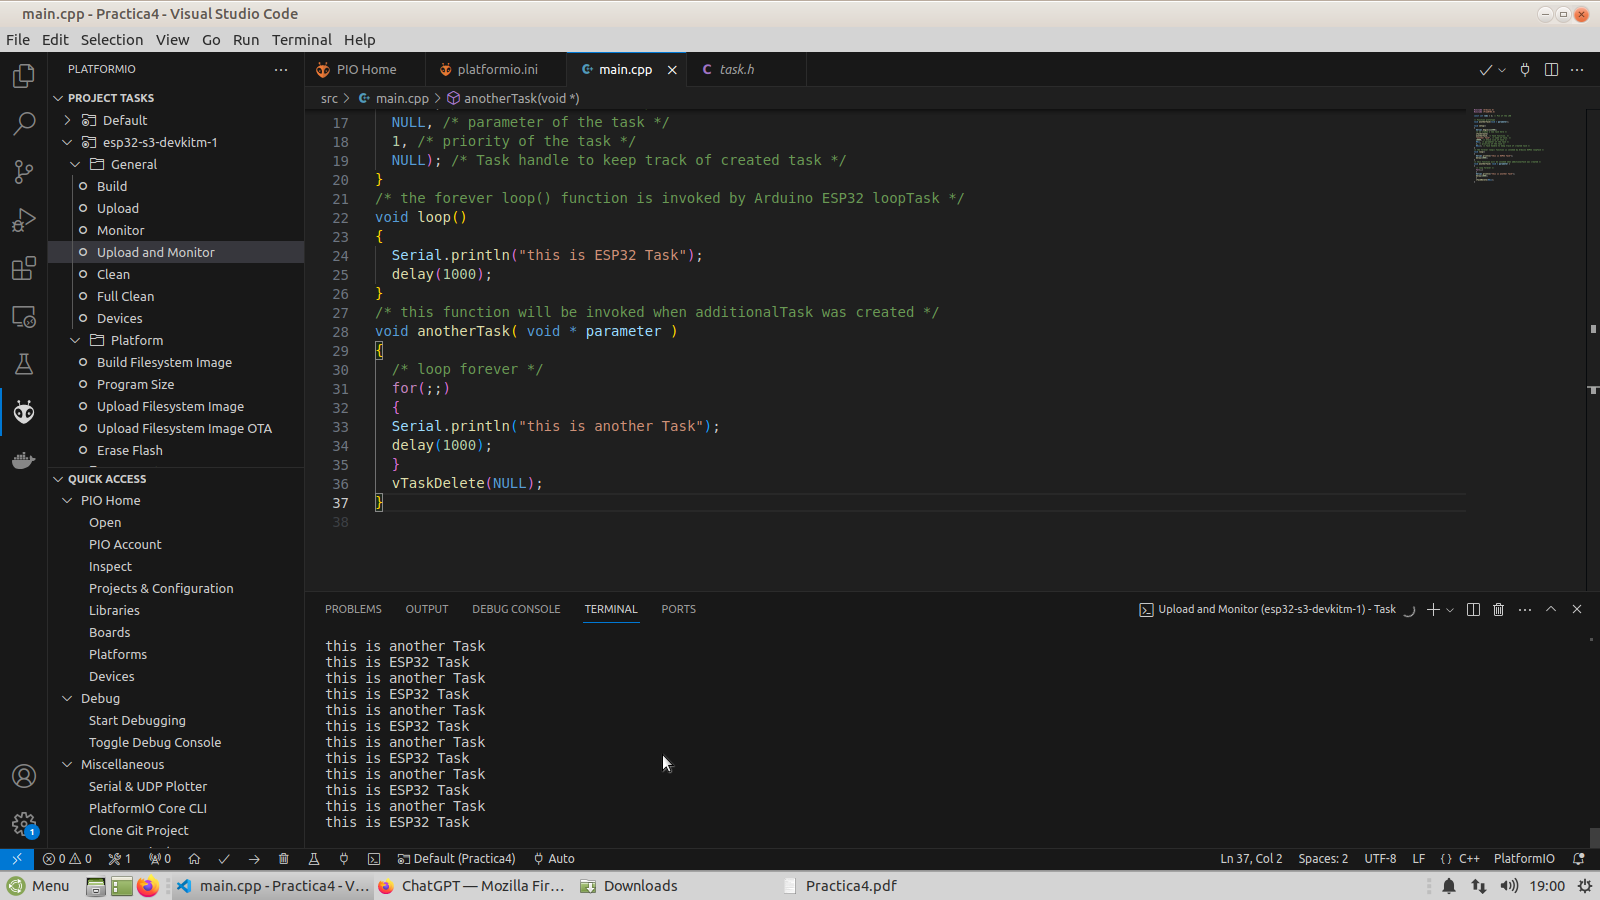 main.cpp - Practica4 - Visual Studio Code
File Edit Selection View Go Run Terminal Help
PLATFORMIO
PROJECT TASKS
Default
esp32-s3-devkitm-1
General
Build
Upload
Monitor
Upload and Monitor
Clean
Full Clean
Devices
Platform
Build Filesystem Image
Program Size
Upload Filesystem Image
Upload Filesystem Image OTA
Erase Flash
QUICK ACCESS
PIO Home
Open
PIO Account
Inspect
Projects & Configuration
Libraries
Boards
Platforms
Devices
Debug
Start Debugging
Toggle Debug Console
Miscellaneous
Serial & UDP Plotter
PlatformIO Core CLI
Clone Git Project
1
PIO Home platformio.ini main.cpp task.h
src > main.cpp > anotherTask(void *)
17 NULL, /* parameter of the task */
18 1, /* priority of the task */
19 NULL); /* Task handle to keep track of created task */
20 }
21 /* the forever loop() function is invoked by Arduino ESP32 loopTask */
22 void loop()
23 {
24 Serial.println("this is ESP32 Task");
25 delay(1000);
26 }
27 /* this function will be invoked when additionalTask was created */
28 void anotherTask( void * parameter )
29 {
30 /* loop forever */
31 for(;;)
32 {
33 Serial.println("this is another Task");
34 delay(1000);
35 }
36 vTaskDelete(NULL);
37 }
38
PROBLEMS OUTPUT DEBUG CONSOLE TERMINAL PORTS
Upload and Monitor (esp32-s3-devkitm-1) - Task
this is another Task
this is ESP32 Task
this is another Task
this is ESP32 Task
this is another Task
this is ESP32 Task
this is another Task
this is ESP32 Task
this is another Task
this is ESP32 Task
this is another Task
this is ESP32 Task
0 0 1 0 Default (Practica4) Auto
Ln 37, Col 2 Spaces: 2 UTF-8 LF {} C++ PlatformIO
Menu main.cpp - Practica4 - V... ChatGPT — Mozilla Fir... Downloads Practica4.pdf 19:00